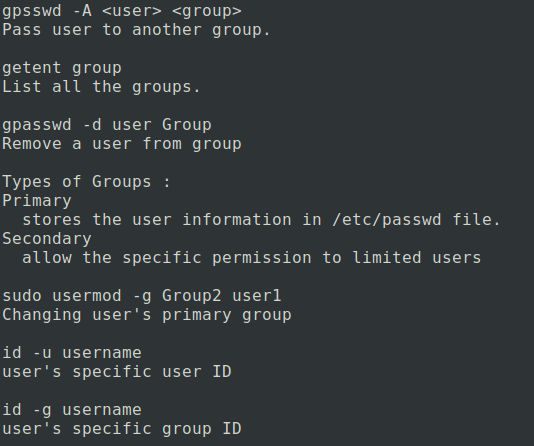 gpsswd -A <user> <group>
Pass user to another group.
getent group
List all the groups.
gpasswd -d user Group
Remove a user from group
Types of Groups :
Primary
stores the user information in /etc/passwd file.
Secondary
allow the specific permission to limited users
sudo usermod -g Group2 user1
Changing user's primary group
id -u username
user's specific user ID
id -g username
user's specific group ID